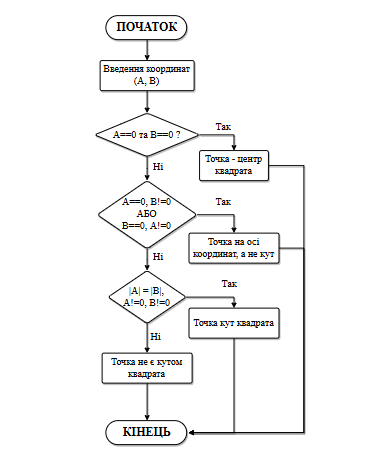 ПОЧАТОК
Введення координат
(А, В)
А==0 та В==0 ?
Так
Точка - центр
квадрата
Ні
А==0, В!=0
АБО
В==0, А!=0
Так
Точка на осі
координат, а не кут
Ні
|А| = |В|,
А!=0, В!=0
Так
Точка кут квадрата
Ні
Точка не є кутом
квадрата
КІНЕЦЬ